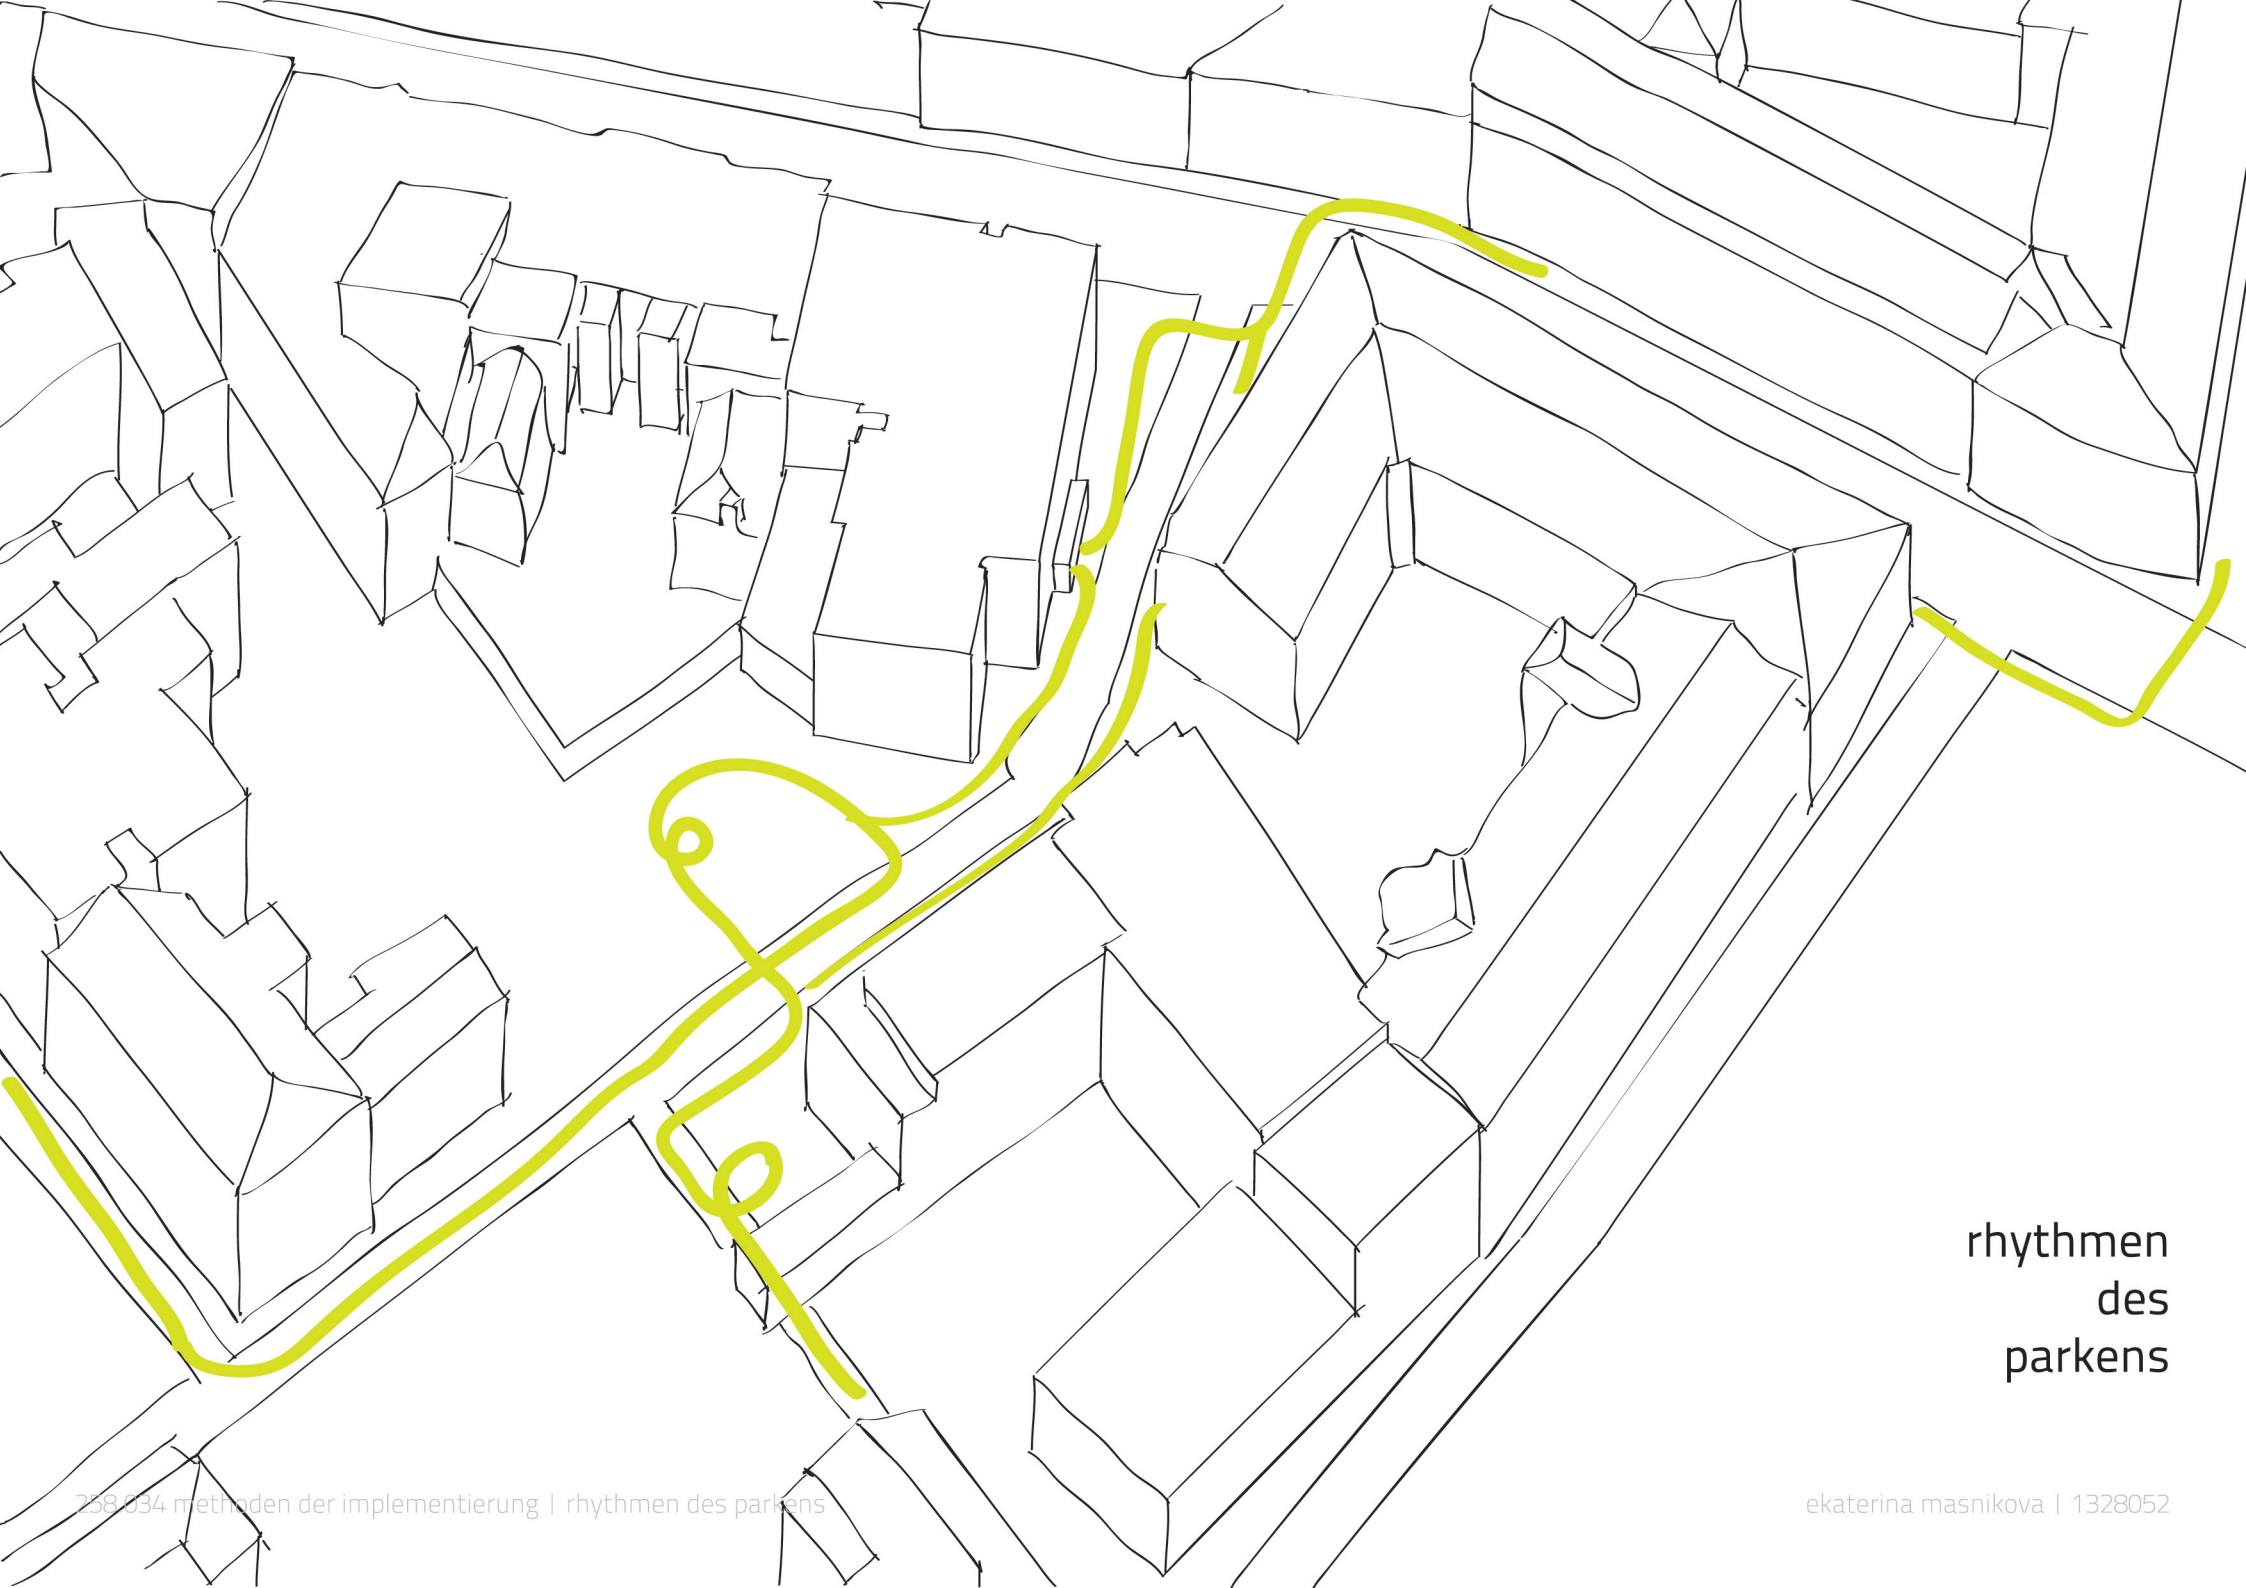 rhythmen
des
parkens
258.034 methoden der implementierung | rhythmen des parkens
ekaterina masnikova | 1328052